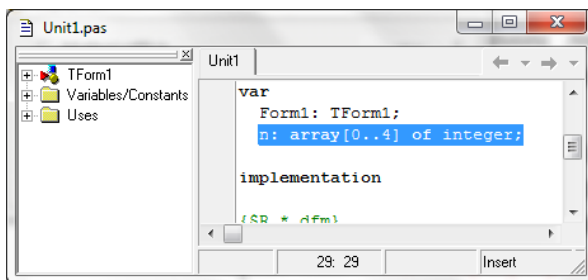 Unit1.pas
TForm1
Variables/Constants
Uses
Unit1
var
Form1: TForm1;
n: array[0..4] of integer;
implementation
{$R *.dfm}
29: 29
Insert